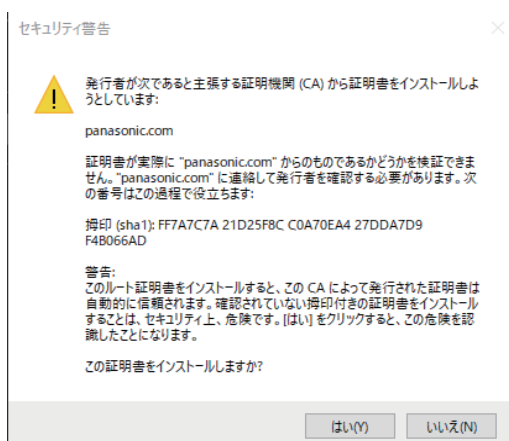 セキュリティ警告
発行者が次であると主張する証明機関 (CA) から証明書をインストールしよ
うとしています:
panasonic.com
証明書が実際に "panasonic.com" からのものであるかどうかを検証できま
せん。"panasonic.com" に連絡して発行者を確認する必要があります。次
の番号はこの過程で役立ちます:
拇印 (sha1): FF7A7C7A 21D25F8C C0A70EA4 27DDA7D9
F4B066AD
警告:
このルート証明書をインストールすると、この CA によって発行された証明書は
自動的に信頼されます。確認されていない拇印付きの証明書をインストール
することは、セキュリティ上、危険です。[はい] をクリックすると、この危険を認
識したことになります。
この証明書をインストールしますか?
はい(Y)
いいえ(N)